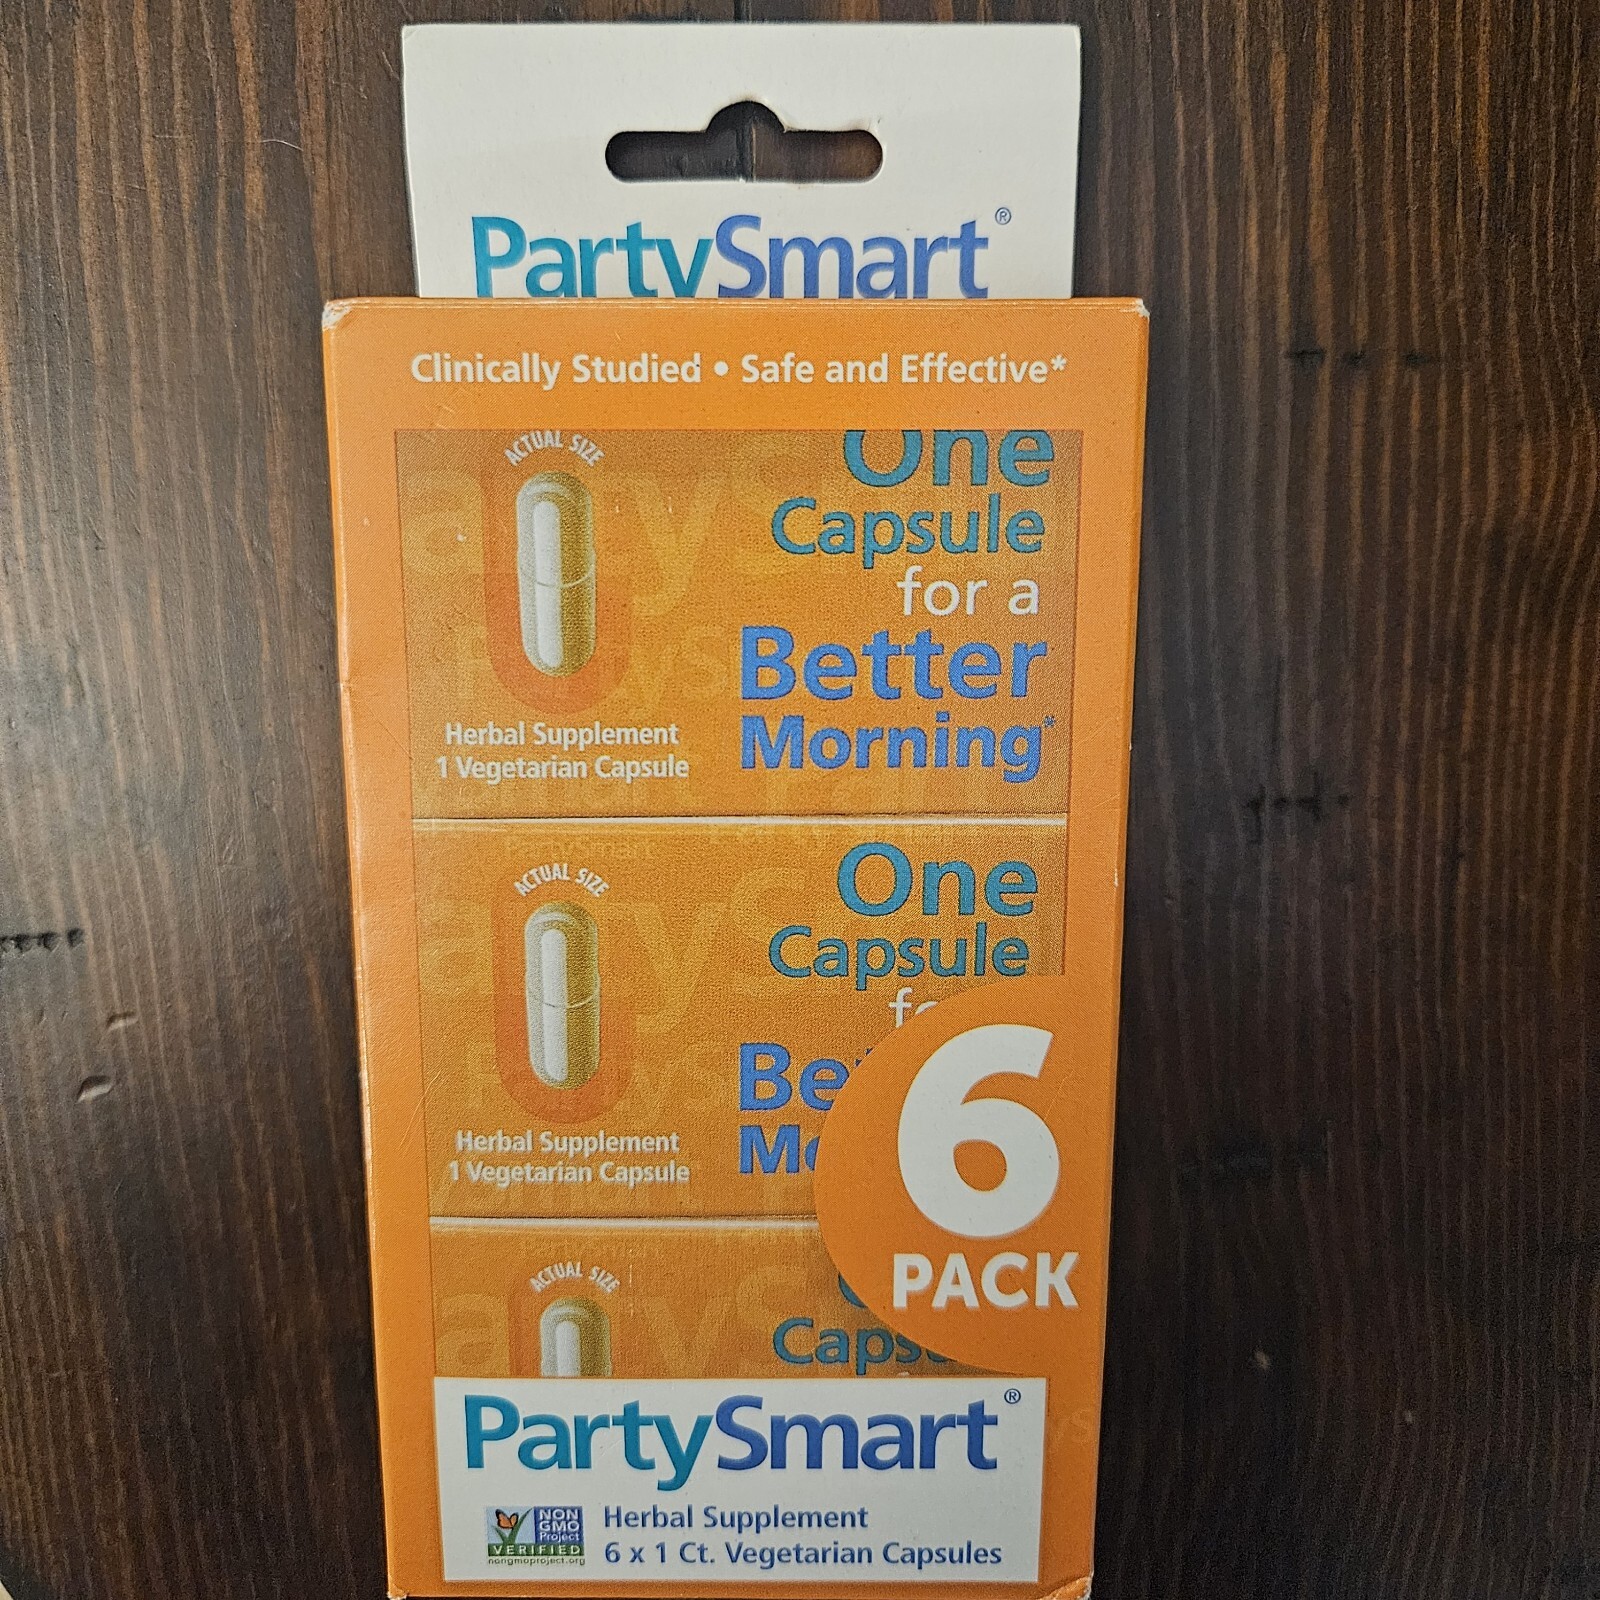 PartySmart®
Clinically Studied • Safe and Effective*
ACTUAL SIZE
One
Capsule
for a
Better
Morning*
Herbal Supplement
1 Vegetarian Capsule
PartySmart
ACTUAL SIZE
One
Capsule
Herbal Supplement
1 Vegetarian Capsule
6
PACK
PartySmart
ACTUAL SIZE
PartySmart®
NON
GMO
Project
VERIFIED
nongmoproject.org
Herbal Supplement
6 x 1 Ct. Vegetarian Capsules